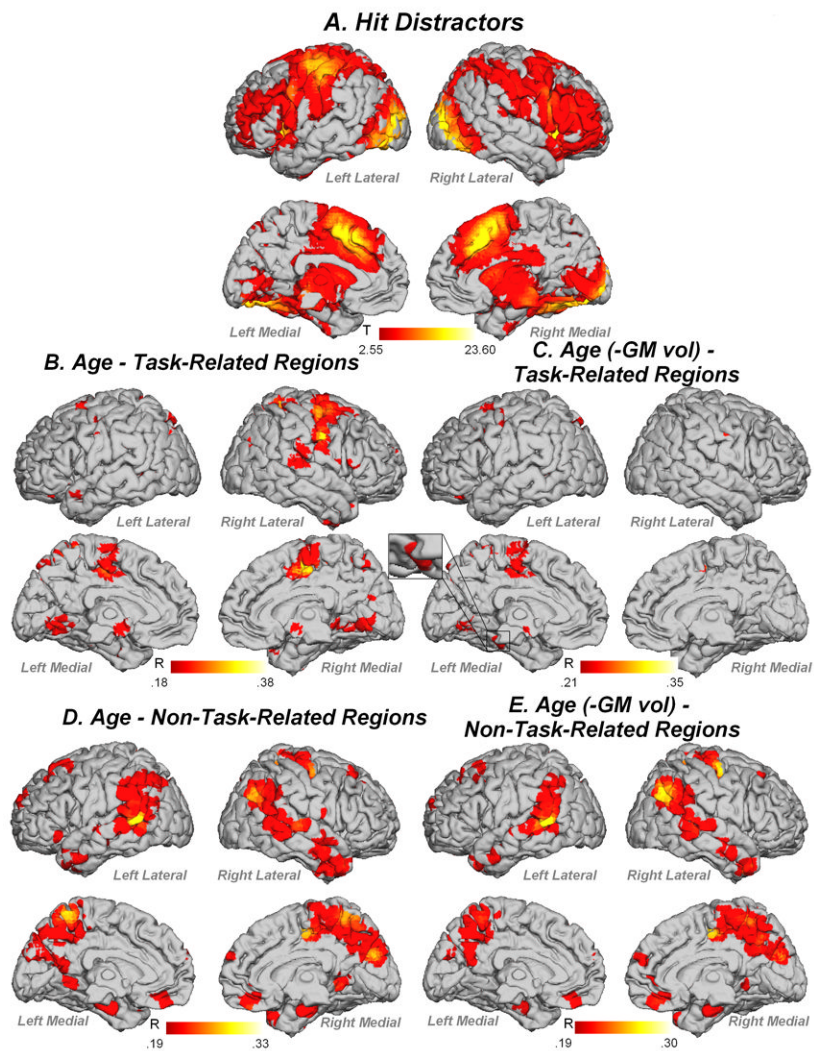 A. Hit Distractors
Left Lateral
Right Lateral
Left Medial
T
Right Medial
2.55
23.60
B. Age - Task-Related Regions
C. Age (-GM vol) -
Task-Related Regions
Left Lateral
Right Lateral
Left Lateral
Right Lateral
Left Medial
R
Right Medial
Left Medial
R
Right Medial
.18
.38
.21
.35
D. Age - Non-Task-Related Regions
E. Age (-GM vol) -
Non-Task-Related Regions
Left Lateral
Right Lateral
Left Lateral
Right Lateral
Left Medial
R
Right Medial
Left Medial
R
Right Medial
.19
.33
.19
.30